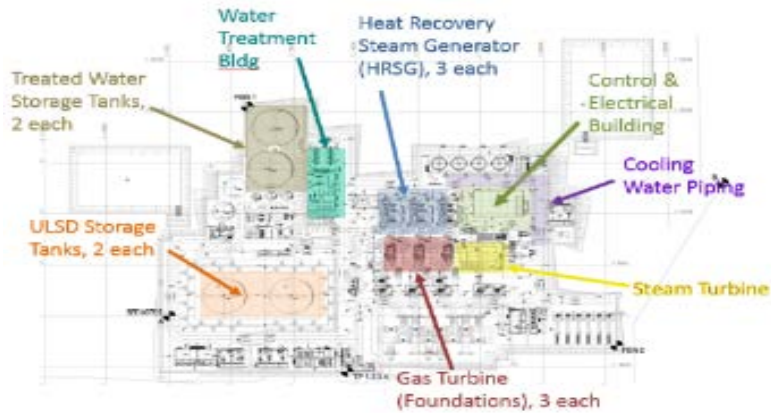 Water
Treatment
Bldg
Heat Recovery
Steam Generator
(HRSG), 3 each
Treated Water
Storage Tanks,
2 each
Control &
Electrical
Building
Cooling
Water Piping
ULSD Storage
Tanks, 2 each
Steam Turbine
Gas Turbine
(Foundations), 3 each